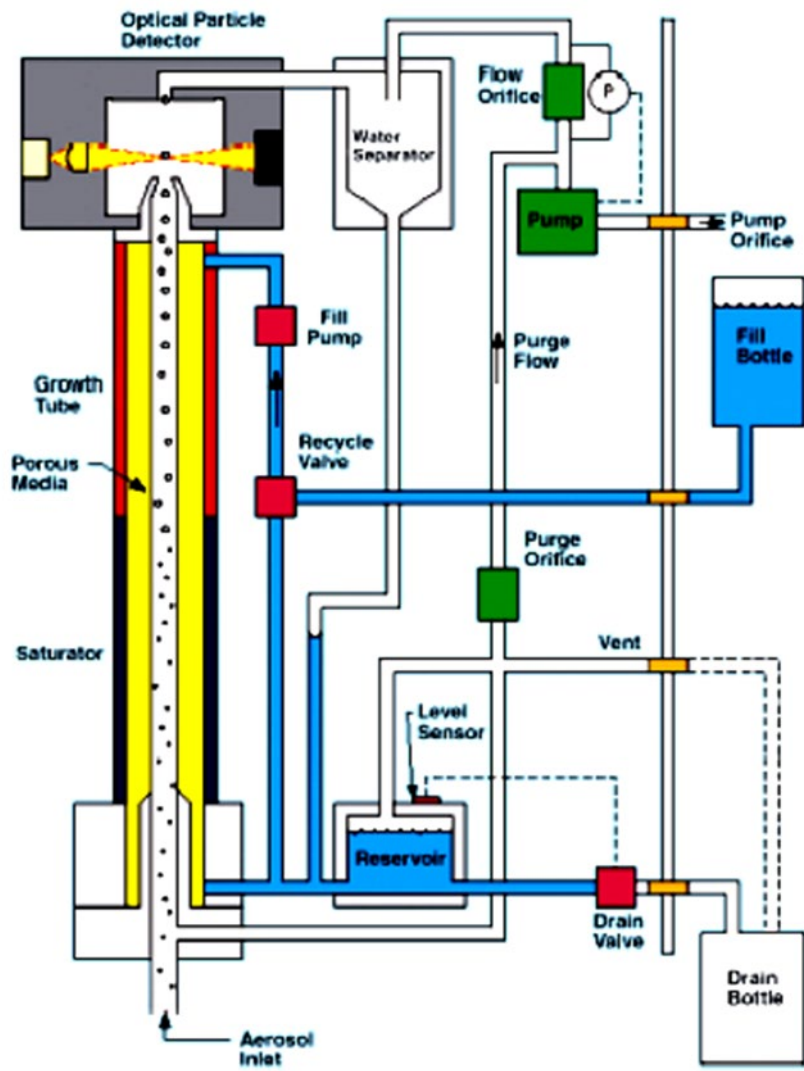 Optical Particle
Detector
Flow
Orifice
P
Water
Separator
Pump
Pump
Orifice
Fill
Pump
Purge
Flow
Fill
Bottle
Growth
Tube
Recycle
Valve
Porous
Media
Purge
Orifice
Saturator
Vent
Level
Sensor
Reservoir
Drain
Valve
Drain
Bottle
Aerosol
Inlet